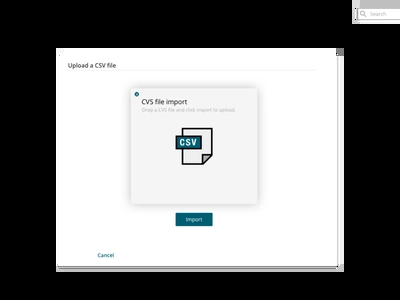 Search
Upload a CSV file
CVS file import
Drop a CVS file and click import to upload.
CSV
Import
Cancel